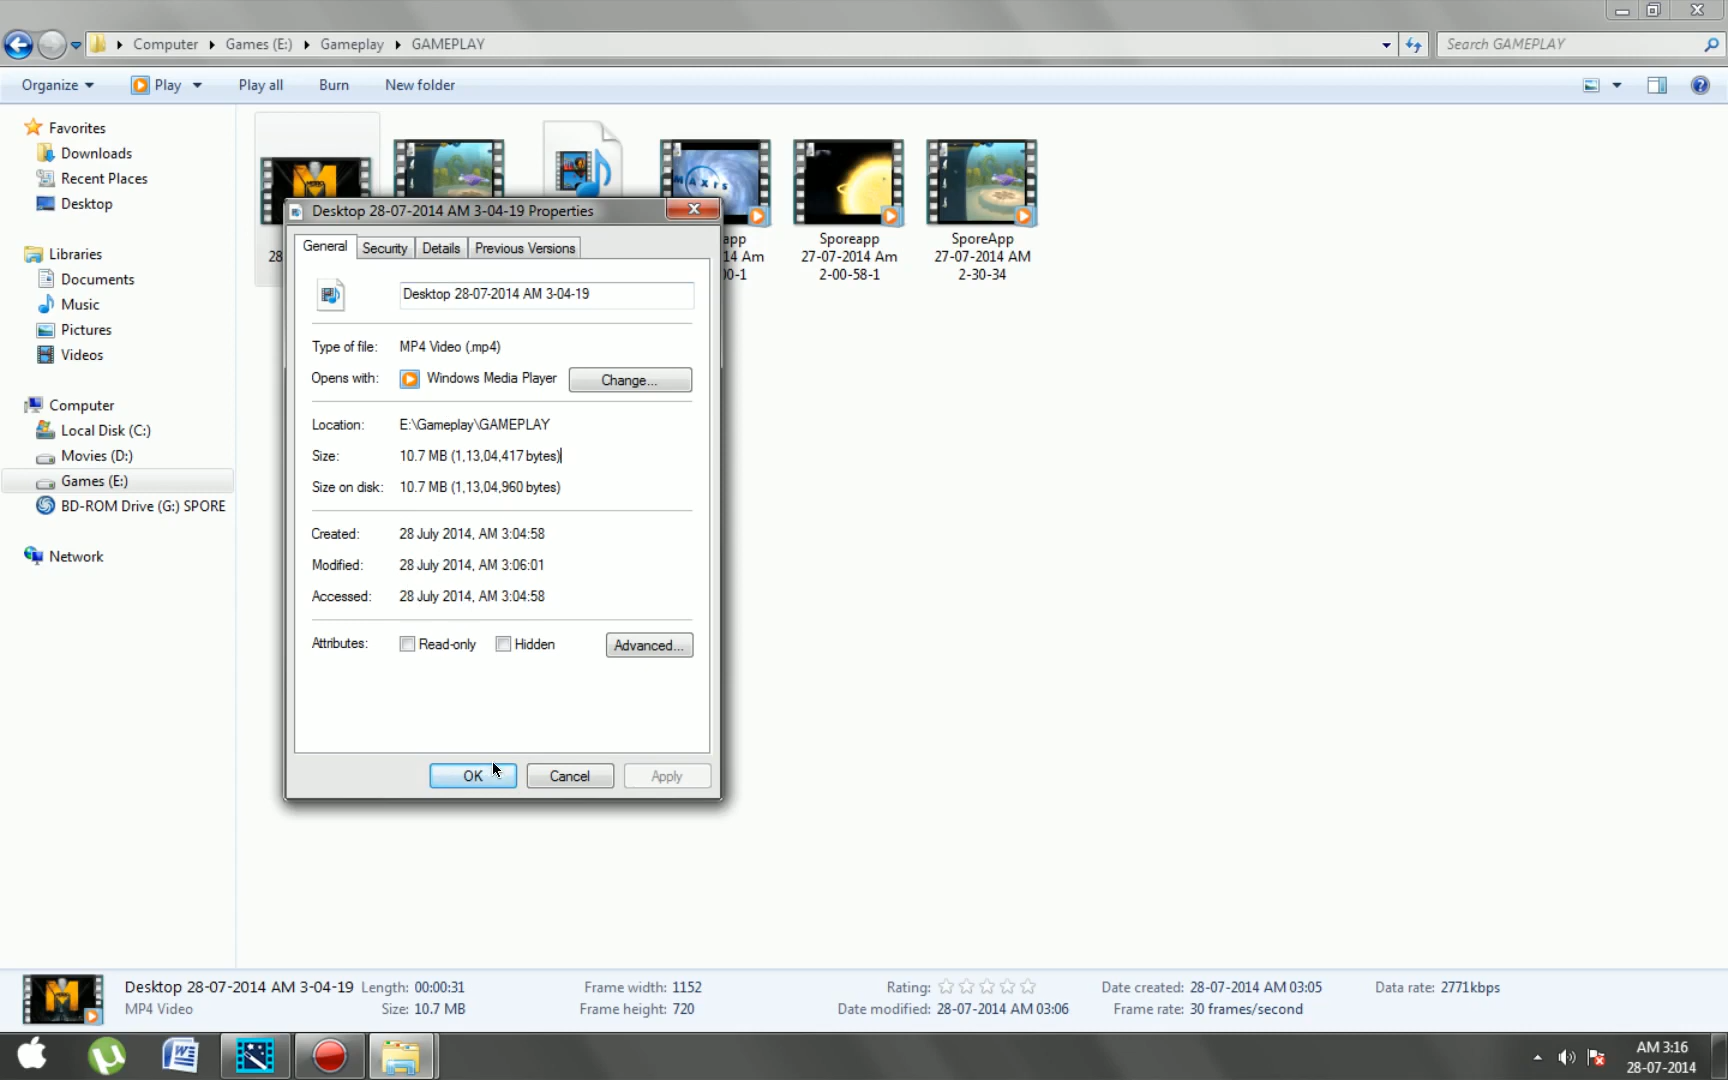 Computer Games (E:) Gameplay GAMEPLAY
Search GAMEPLAY
Organize Play Play all Burn New folder
Favorites
Downloads
Recent Places
Desktop
Libraries
Documents
Music
Pictures
Videos
Computer
Local Disk (C:)
Movies (D:)
Games (E:)
BD-ROM Drive (G:) SPORE
Network
28
MAXIS
app
14 Am
00-1
Sporeapp
27-07-2014 Am
2-00-58-1
SporeApp
27-07-2014 AM
2-30-34
Desktop 28-07-2014 AM 3-04-19 Properties
General Security Details Previous Versions
Desktop 28-07-2014 AM 3-04-19
Type of file: MP4 Video (.mp4)
Opens with: Windows Media Player Change...
Location: E:\Gameplay\GAMEPLAY
Size: 10.7 MB (1,13,04,417 bytes)
Size on disk: 10.7 MB (1,13,04,960 bytes)
Created: 28 July 2014, AM 3:04:58
Modified: 28 July 2014, AM 3:06:01
Accessed: 28 July 2014, AM 3:04:58
Attributes: Read-only Hidden Advanced...
OK Cancel Apply
Desktop 28-07-2014 AM 3-04-19 Length: 00:00:31 Frame width: 1152 Rating: Date created: 28-07-2014 AM 03:05 Data rate: 2771kbps
MP4 Video Size: 10.7 MB Frame height: 720 Date modified: 28-07-2014 AM 03:06 Frame rate: 30 frames/second
AM 3:16
28-07-2014